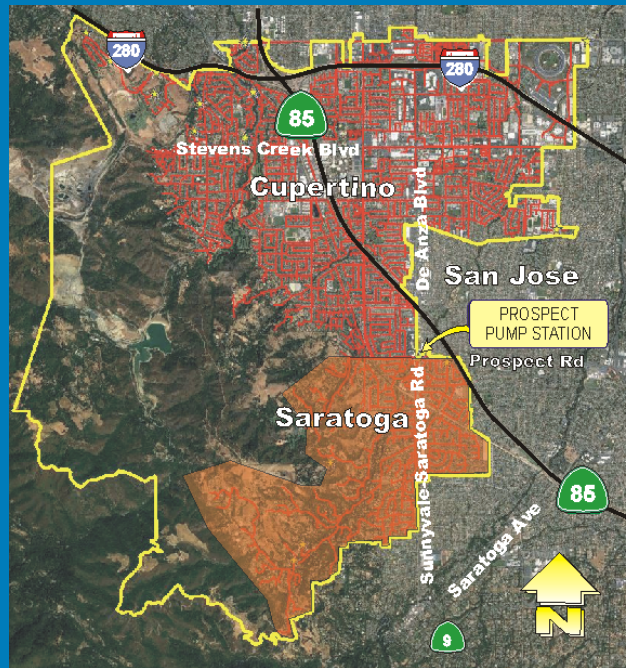 280
280
85
Stevens Creek Blvd
Cupertino
De Anza Blvd
San Jose
PROSPECT
PUMP STATION
Prospect Rd
Saratoga
Sunnyvale-Saratoga Rd
85
Saratoga Ave
N
9